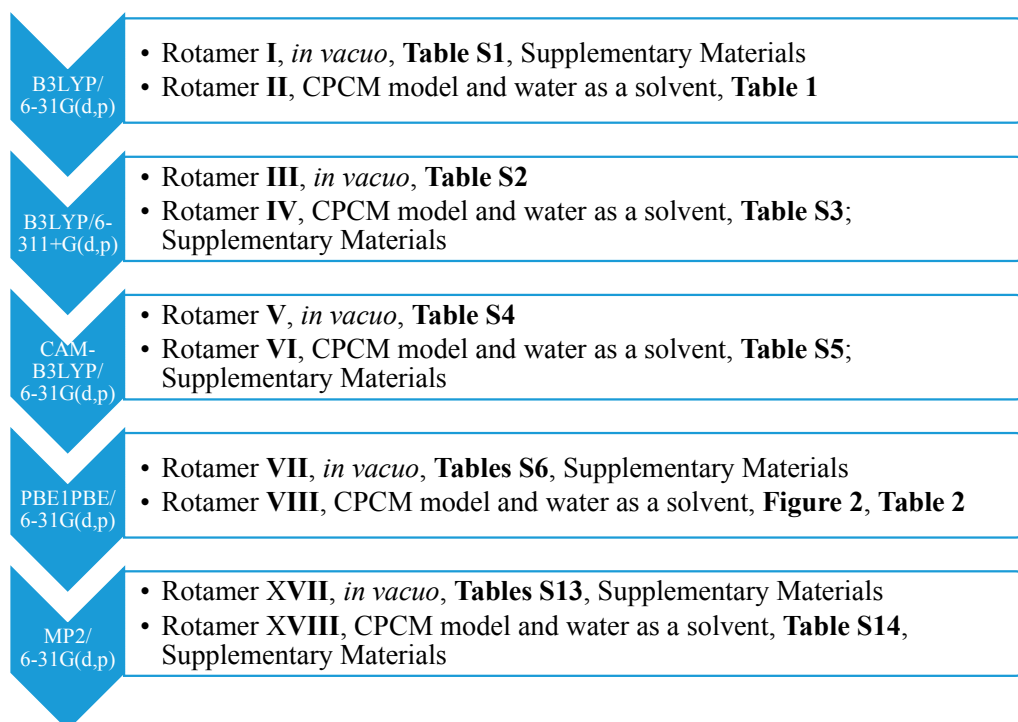 B3LYP/
6-31G(d,p)
• Rotamer I, in vacuo, Table S1, Supplementary Materials
• Rotamer II, CPCM model and water as a solvent, Table 1
B3LYP/6-
311+G(d,p)
• Rotamer III, in vacuo, Table S2
• Rotamer IV, CPCM model and water as a solvent, Table S3;
Supplementary Materials
CAM-
B3LYP/
6-31G(d,p)
• Rotamer V, in vacuo, Table S4
• Rotamer VI, CPCM model and water as a solvent, Table S5;
Supplementary Materials
PBE1PBE/
6-31G(d,p)
• Rotamer VII, in vacuo, Tables S6, Supplementary Materials
• Rotamer VIII, CPCM model and water as a solvent, Figure 2, Table 2
MP2/
6-31G(d,p)
• Rotamer XVII, in vacuo, Tables S13, Supplementary Materials
• Rotamer XVIII, CPCM model and water as a solvent, Table S14,
Supplementary Materials